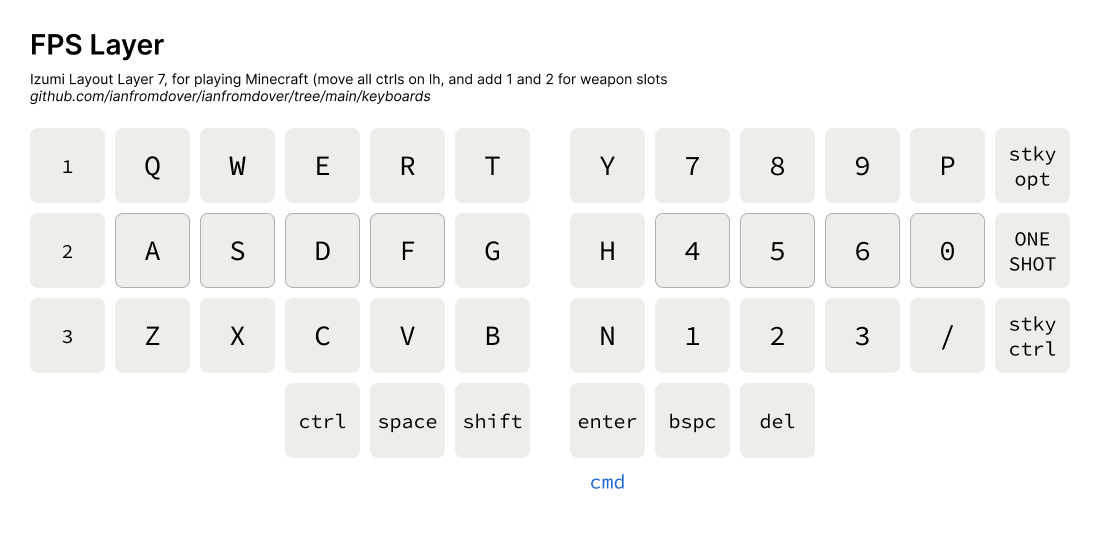 FPS Layer
Izumi Layout Layer 7, for playing Minecraft (move all ctrls on lh, and add 1 and 2 for weapon slots
github.com/ianfromdover/ianfromdover/tree/main/keyboards
1 Q W E R T Y 7 8 9 P stky opt
2 A S D F G H 4 5 6 0 ONE SHOT
3 Z X C V B N 1 2 3 / stky ctrl
ctrl space shift enter bspc del
cmd